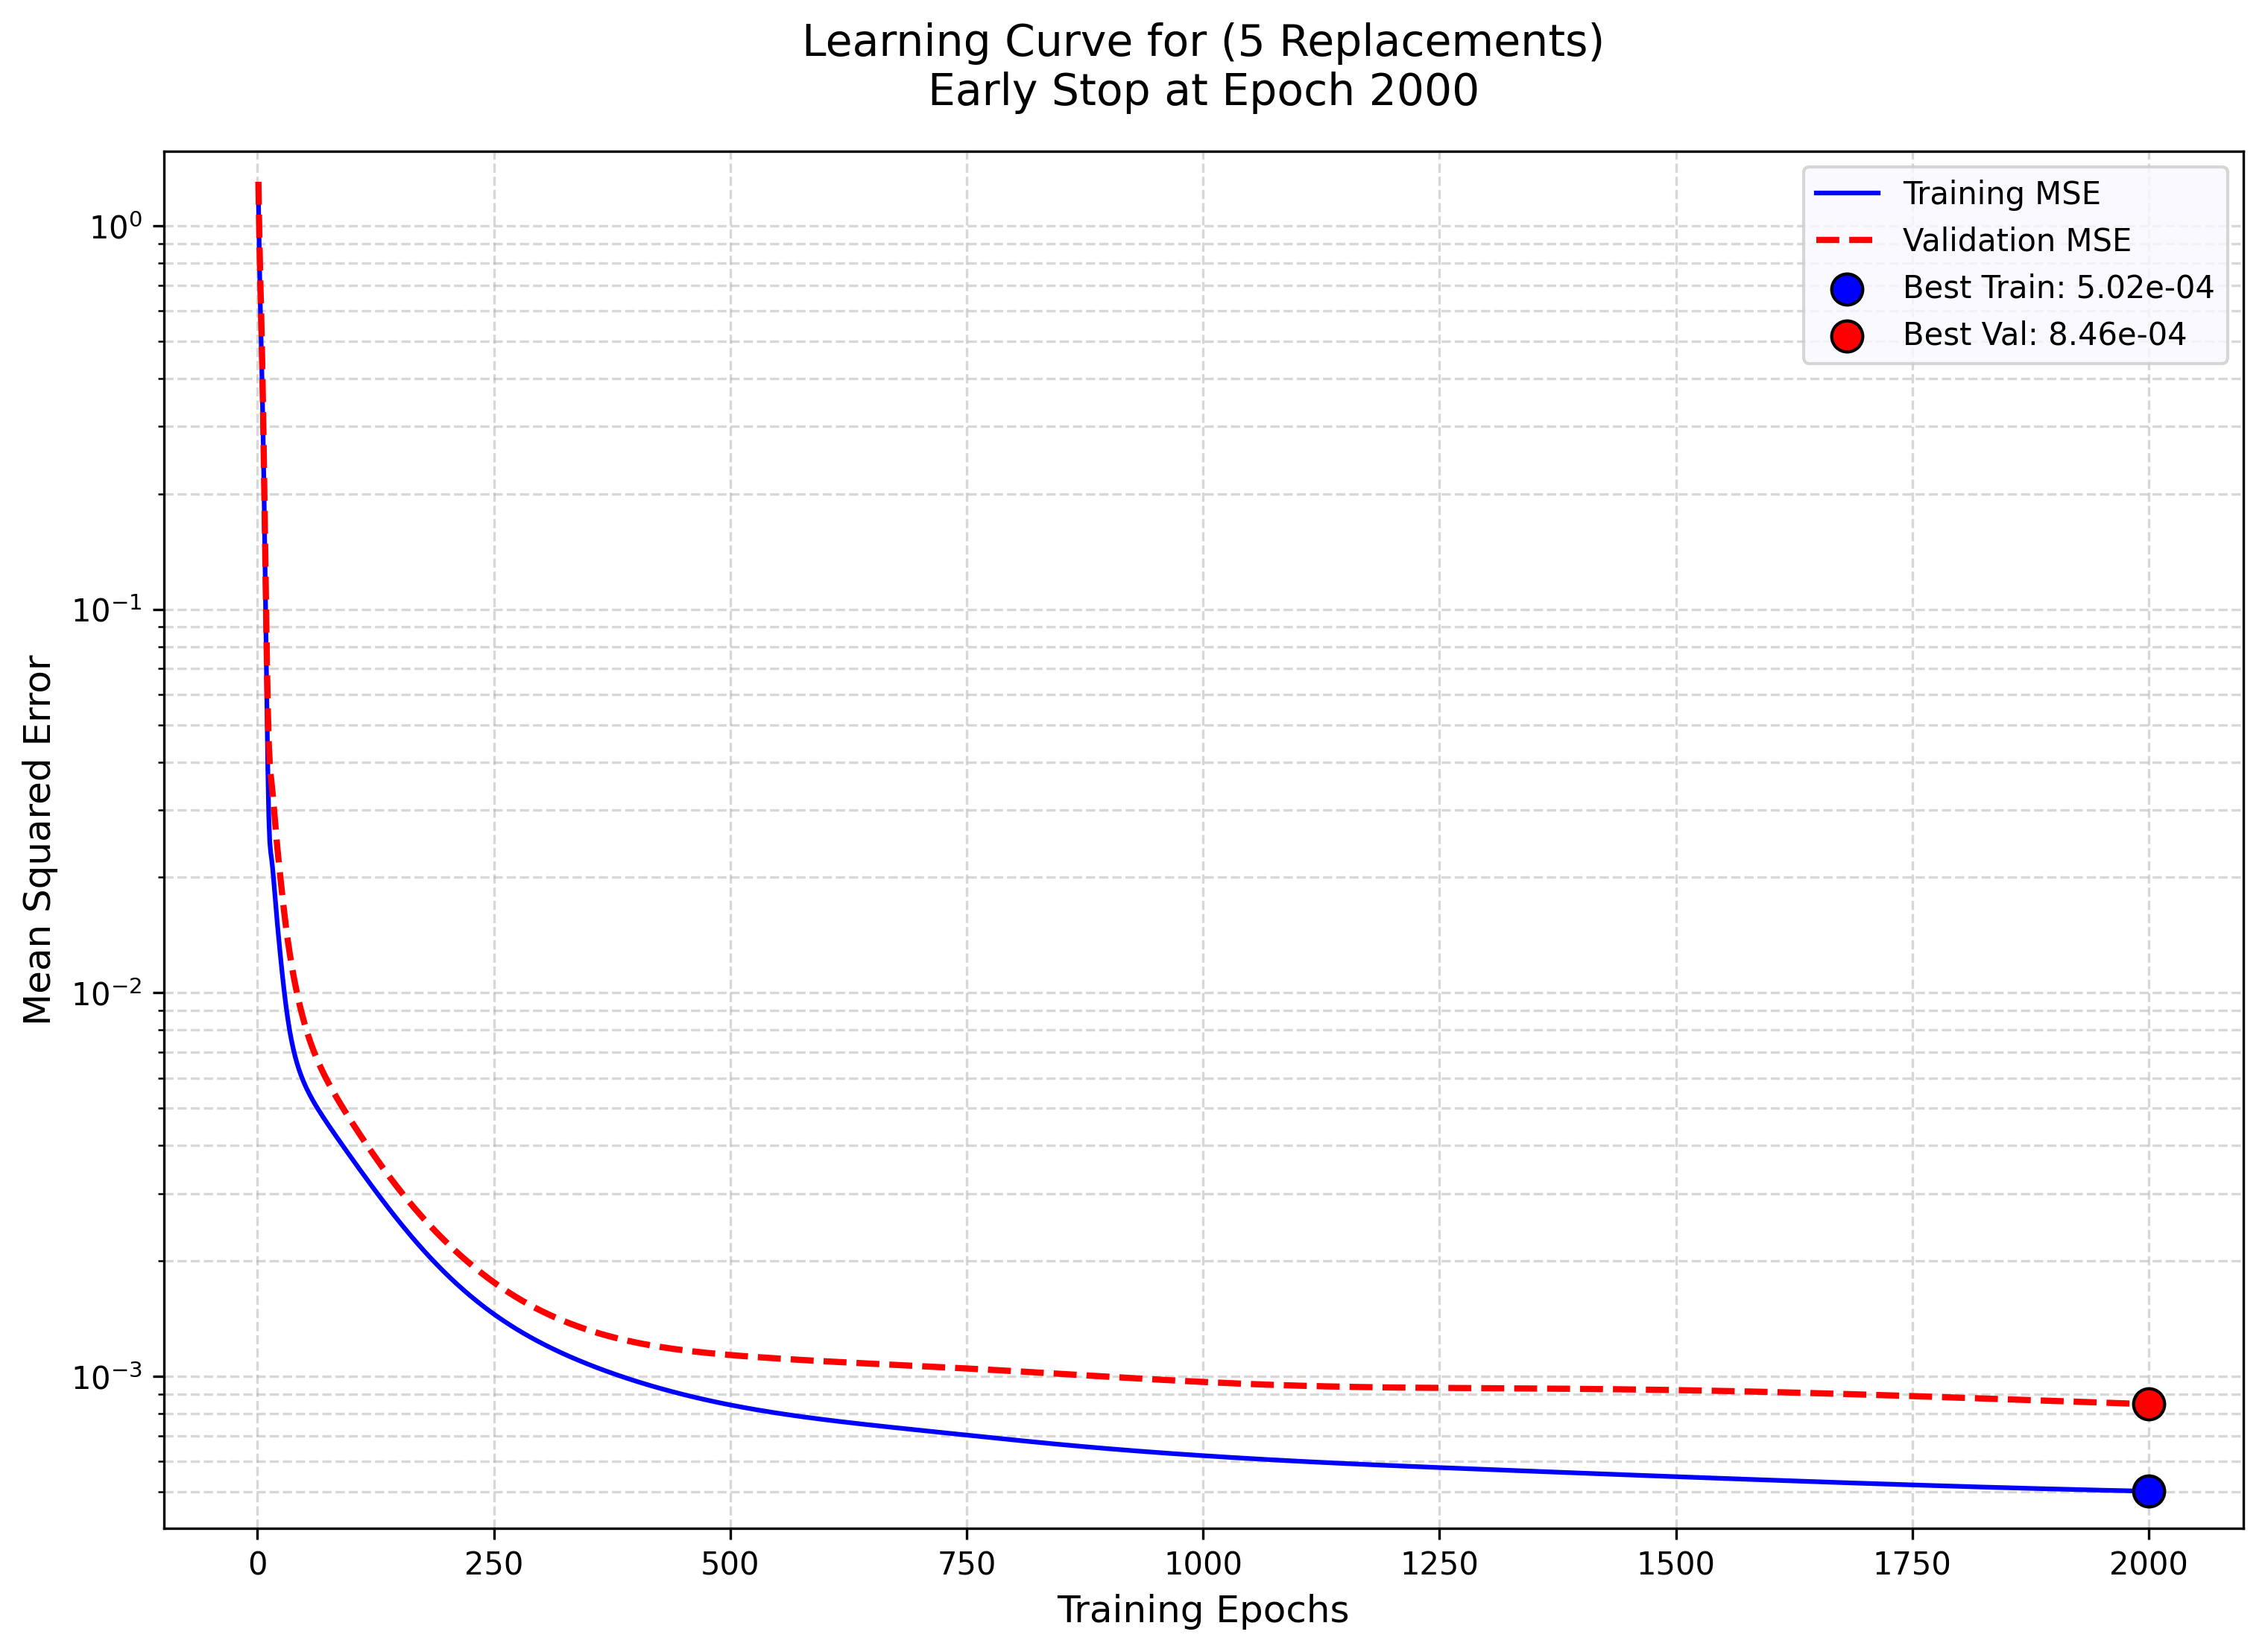 Learning Curve for (5 Replacements)
Early Stop at Epoch 2000
Training MSE
Validation MSE
Best Train: 5.02e-04
Best Val: 8.46e-04
Mean Squared Error
10⁰
10⁻¹
10⁻²
10⁻³
0 250 500 750 1000 1250 1500 1750 2000
Training Epochs